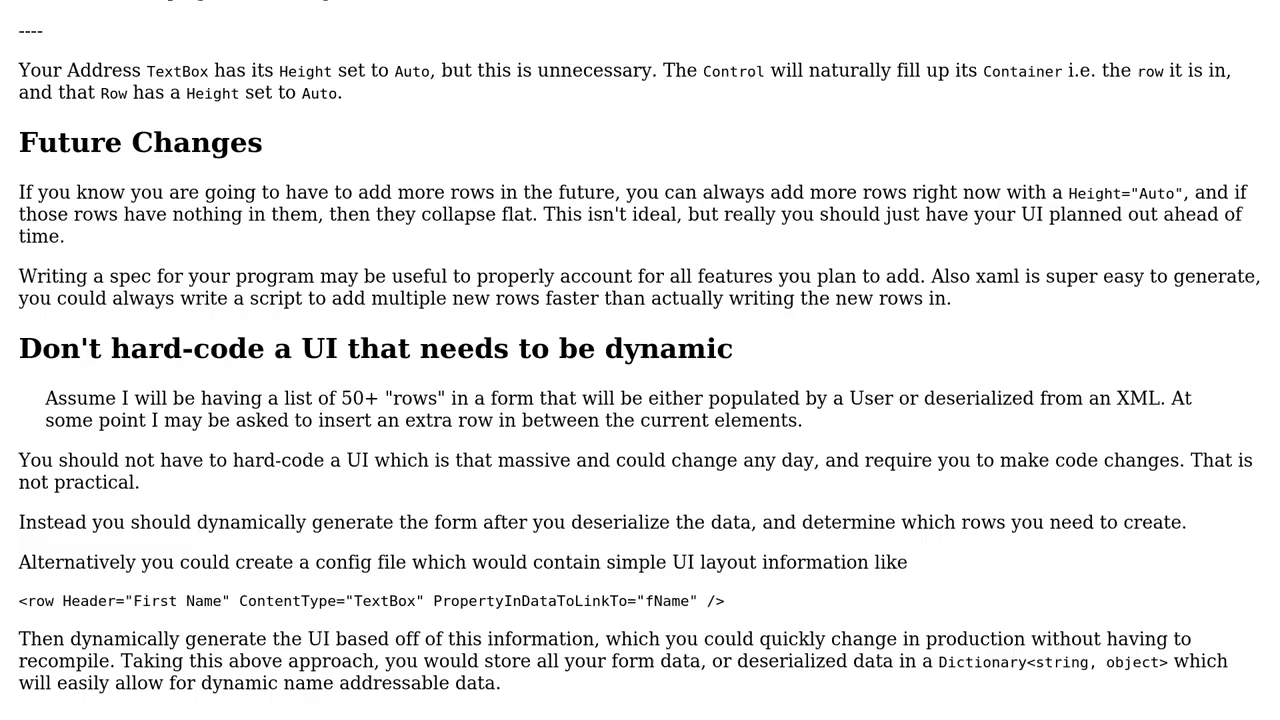 ----
Your Address TextBox has its Height set to Auto, but this is unnecessary. The Control will naturally fill up its Container i.e. the row it is in,
and that Row has a Height set to Auto.
Future Changes
If you know you are going to have to add more rows in the future, you can always add more rows right now with a Height="Auto", and if
those rows have nothing in them, then they collapse flat. This isn't ideal, but really you should just have your UI planned out ahead of
time.
Writing a spec for your program may be useful to properly account for all features you plan to add. Also xaml is super easy to generate,
you could always write a script to add multiple new rows faster than actually writing the new rows in.
Don't hard-code a UI that needs to be dynamic
Assume I will be having a list of 50+ "rows" in a form that will be either populated by a User or deserialized from an XML. At
some point I may be asked to insert an extra row in between the current elements.
You should not have to hard-code a UI which is that massive and could change any day, and require you to make code changes. That is
not practical.
Instead you should dynamically generate the form after you deserialize the data, and determine which rows you need to create.
Alternatively you could create a config file which would contain simple UI layout information like
<row Header="First Name" ContentType="TextBox" PropertyInDataToLinkTo="fName" />
Then dynamically generate the UI based off of this information, which you could quickly change in production without having to
recompile. Taking this above approach, you would store all your form data, or deserialized data in a Dictionary<string, object> which
will easily allow for dynamic name addressable data.